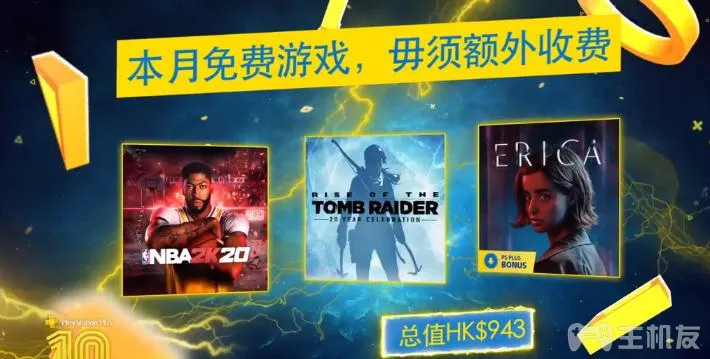 本月免费游戏，毋须额外收费
NBA2K20
RISE OF THE
TOMB RAIDER
20 YEAR CELEBRATION
ERICA
PS PLUS
BONUS
PlayStation Plus
10
总值HK$943
主机友